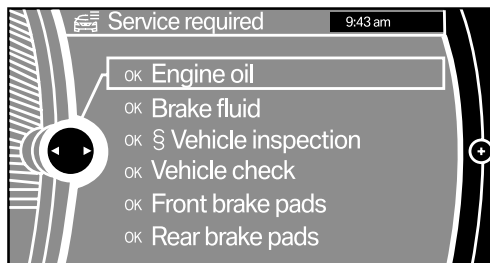 Service required 9:43 am
OK Engine oil
OK Brake fluid
OK § Vehicle inspection
OK Vehicle check
OK Front brake pads
OK Rear brake pads